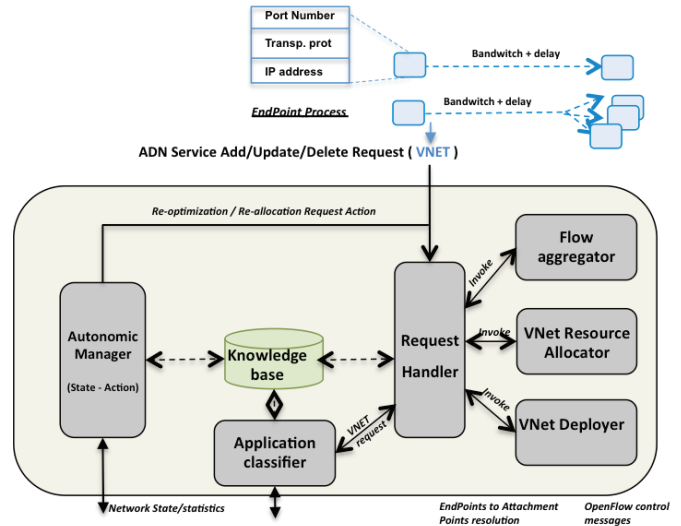 Port Number
Transp. prot
IP address
Bandwitch + delay
EndPoint Process
Bandwitch + delay
ADN Service Add/Update/Delete Request ( VNET )
Re-optimization / Re-allocation Request Action
Flow
aggregator
Invoke
Autonomic
Manager
(State - Action)
Knowledge
base
Request
Handler
Invoke
VNet Resource
Allocator
Invoke
VNet Deployer
Application
classifier
VNET
request
Network State/statistics
EndPoints to Attachment
Points resolution
OpenFlow control
messages